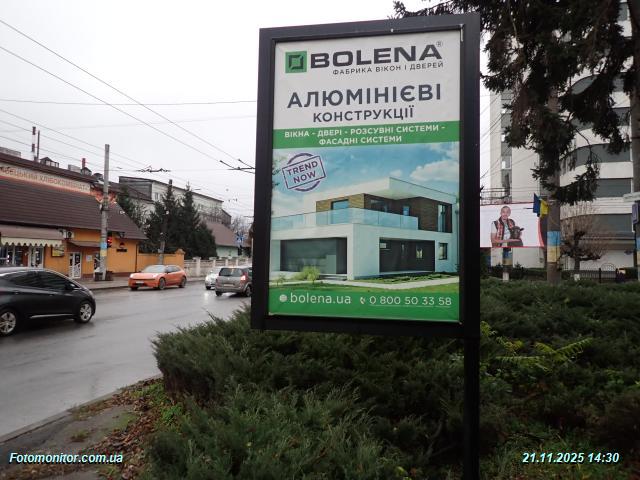 BOLENA®
ФАБРИКА ВІКОН І ДВЕРЕЙ
АЛЮМІНІЄВІ
КОНСТРУКЦІЇ
ВІКНА - ДВЕРІ - РОЗСУВНІ СИСТЕМИ -
ФАСАДНІ СИСТЕМИ
TREND
NOW
bolena.ua
0 800 50 33 58
Fotomonitor.com.ua
21.11.2025 14:30